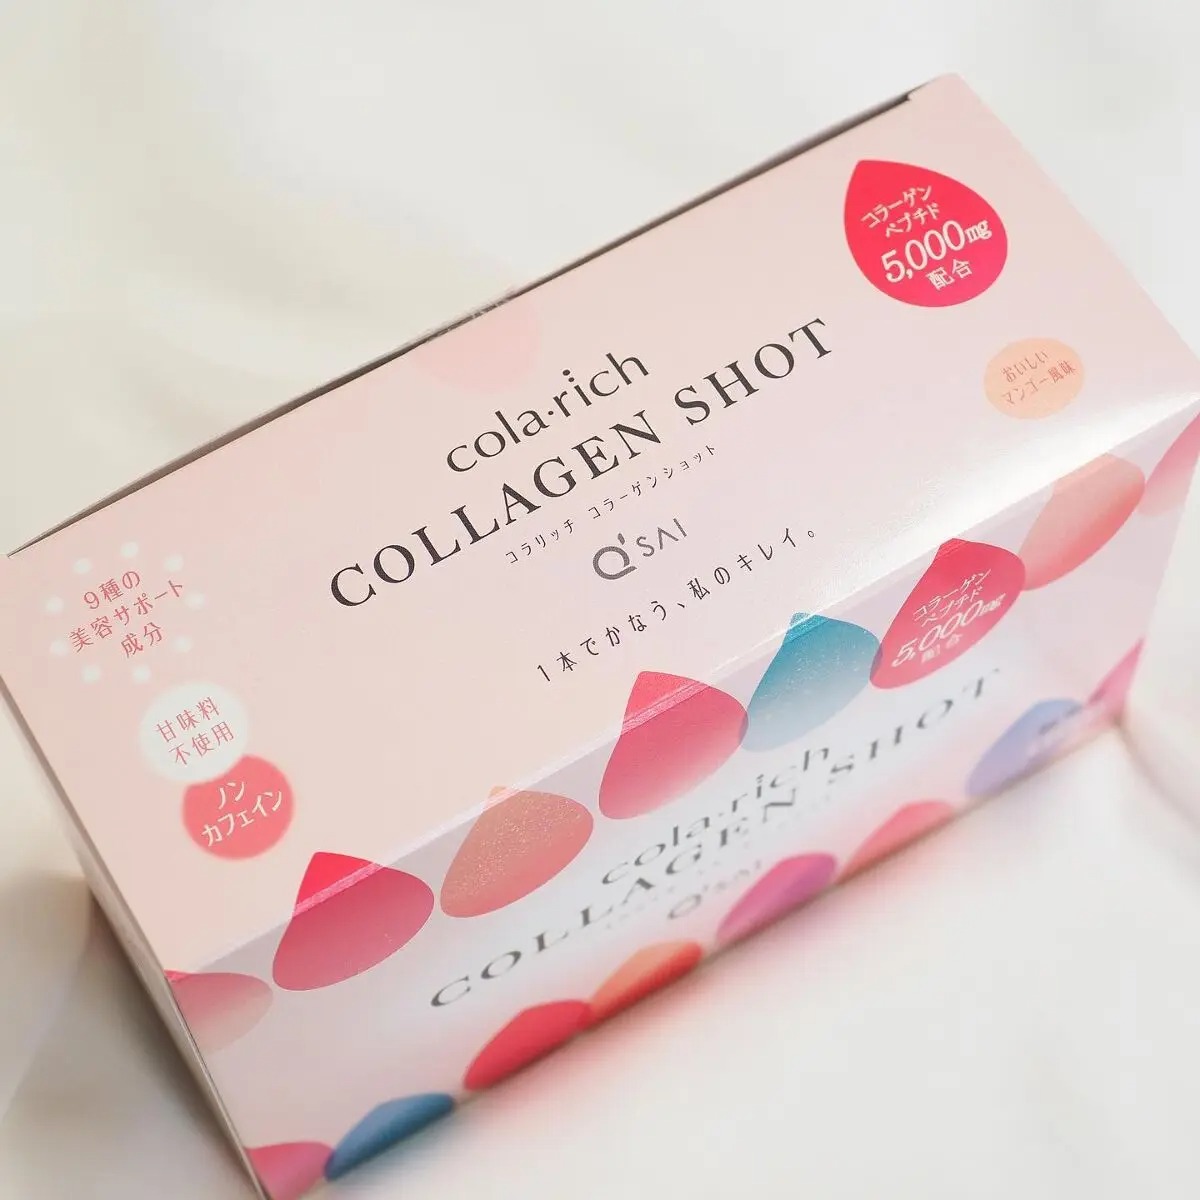 コラーゲン
ペプチド
5,000mg
配合
cola・rich
COLLAGEN SHOT
コラリッチ コラーゲンショット
Q'SAI
おいしい
マンゴー風味
1本でかなう、私のキレイ。
9種の
美容サポート
成分
甘味料
不使用
ノン
カフェイン
コラーゲン
ペプチド
5,000mg
配合
cola・rich
COLLAGEN SHOT
Q'SAI